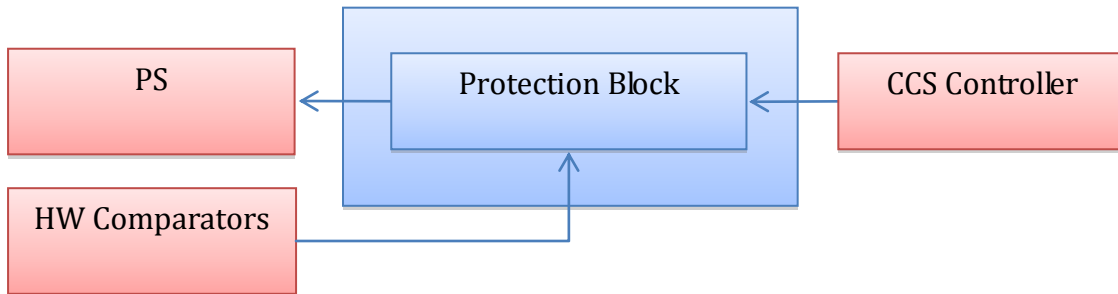 PS
Protection Block
CCS Controller
HW Comparators